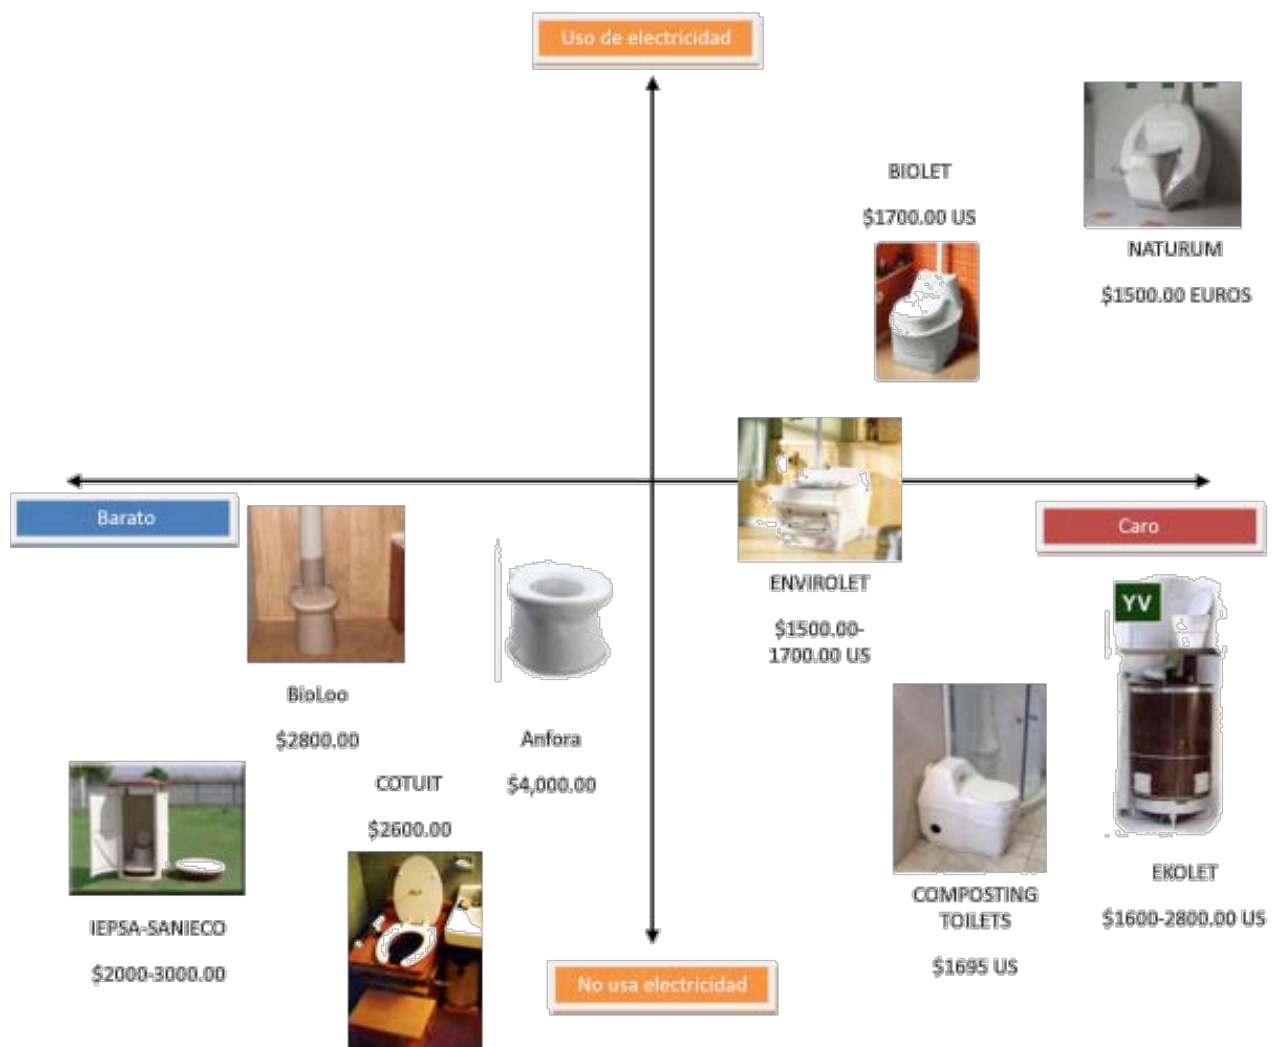 Uso de electricidad
BIOLET
$1700.00 US
NATURUM
$1500.00 EUROS
Barato
Caro
ENVIROLET
$1500.00-
1700.00 US
YV
BioLoo
$2800.00
Anfora
$4,000.00
COTUIT
$2600.00
IEPSA-SANIECO
$2000-3000.00
COMPOSTING
TOILETS
$1695 US
EKOLET
$1600-2800.00 US
No usa electricidad